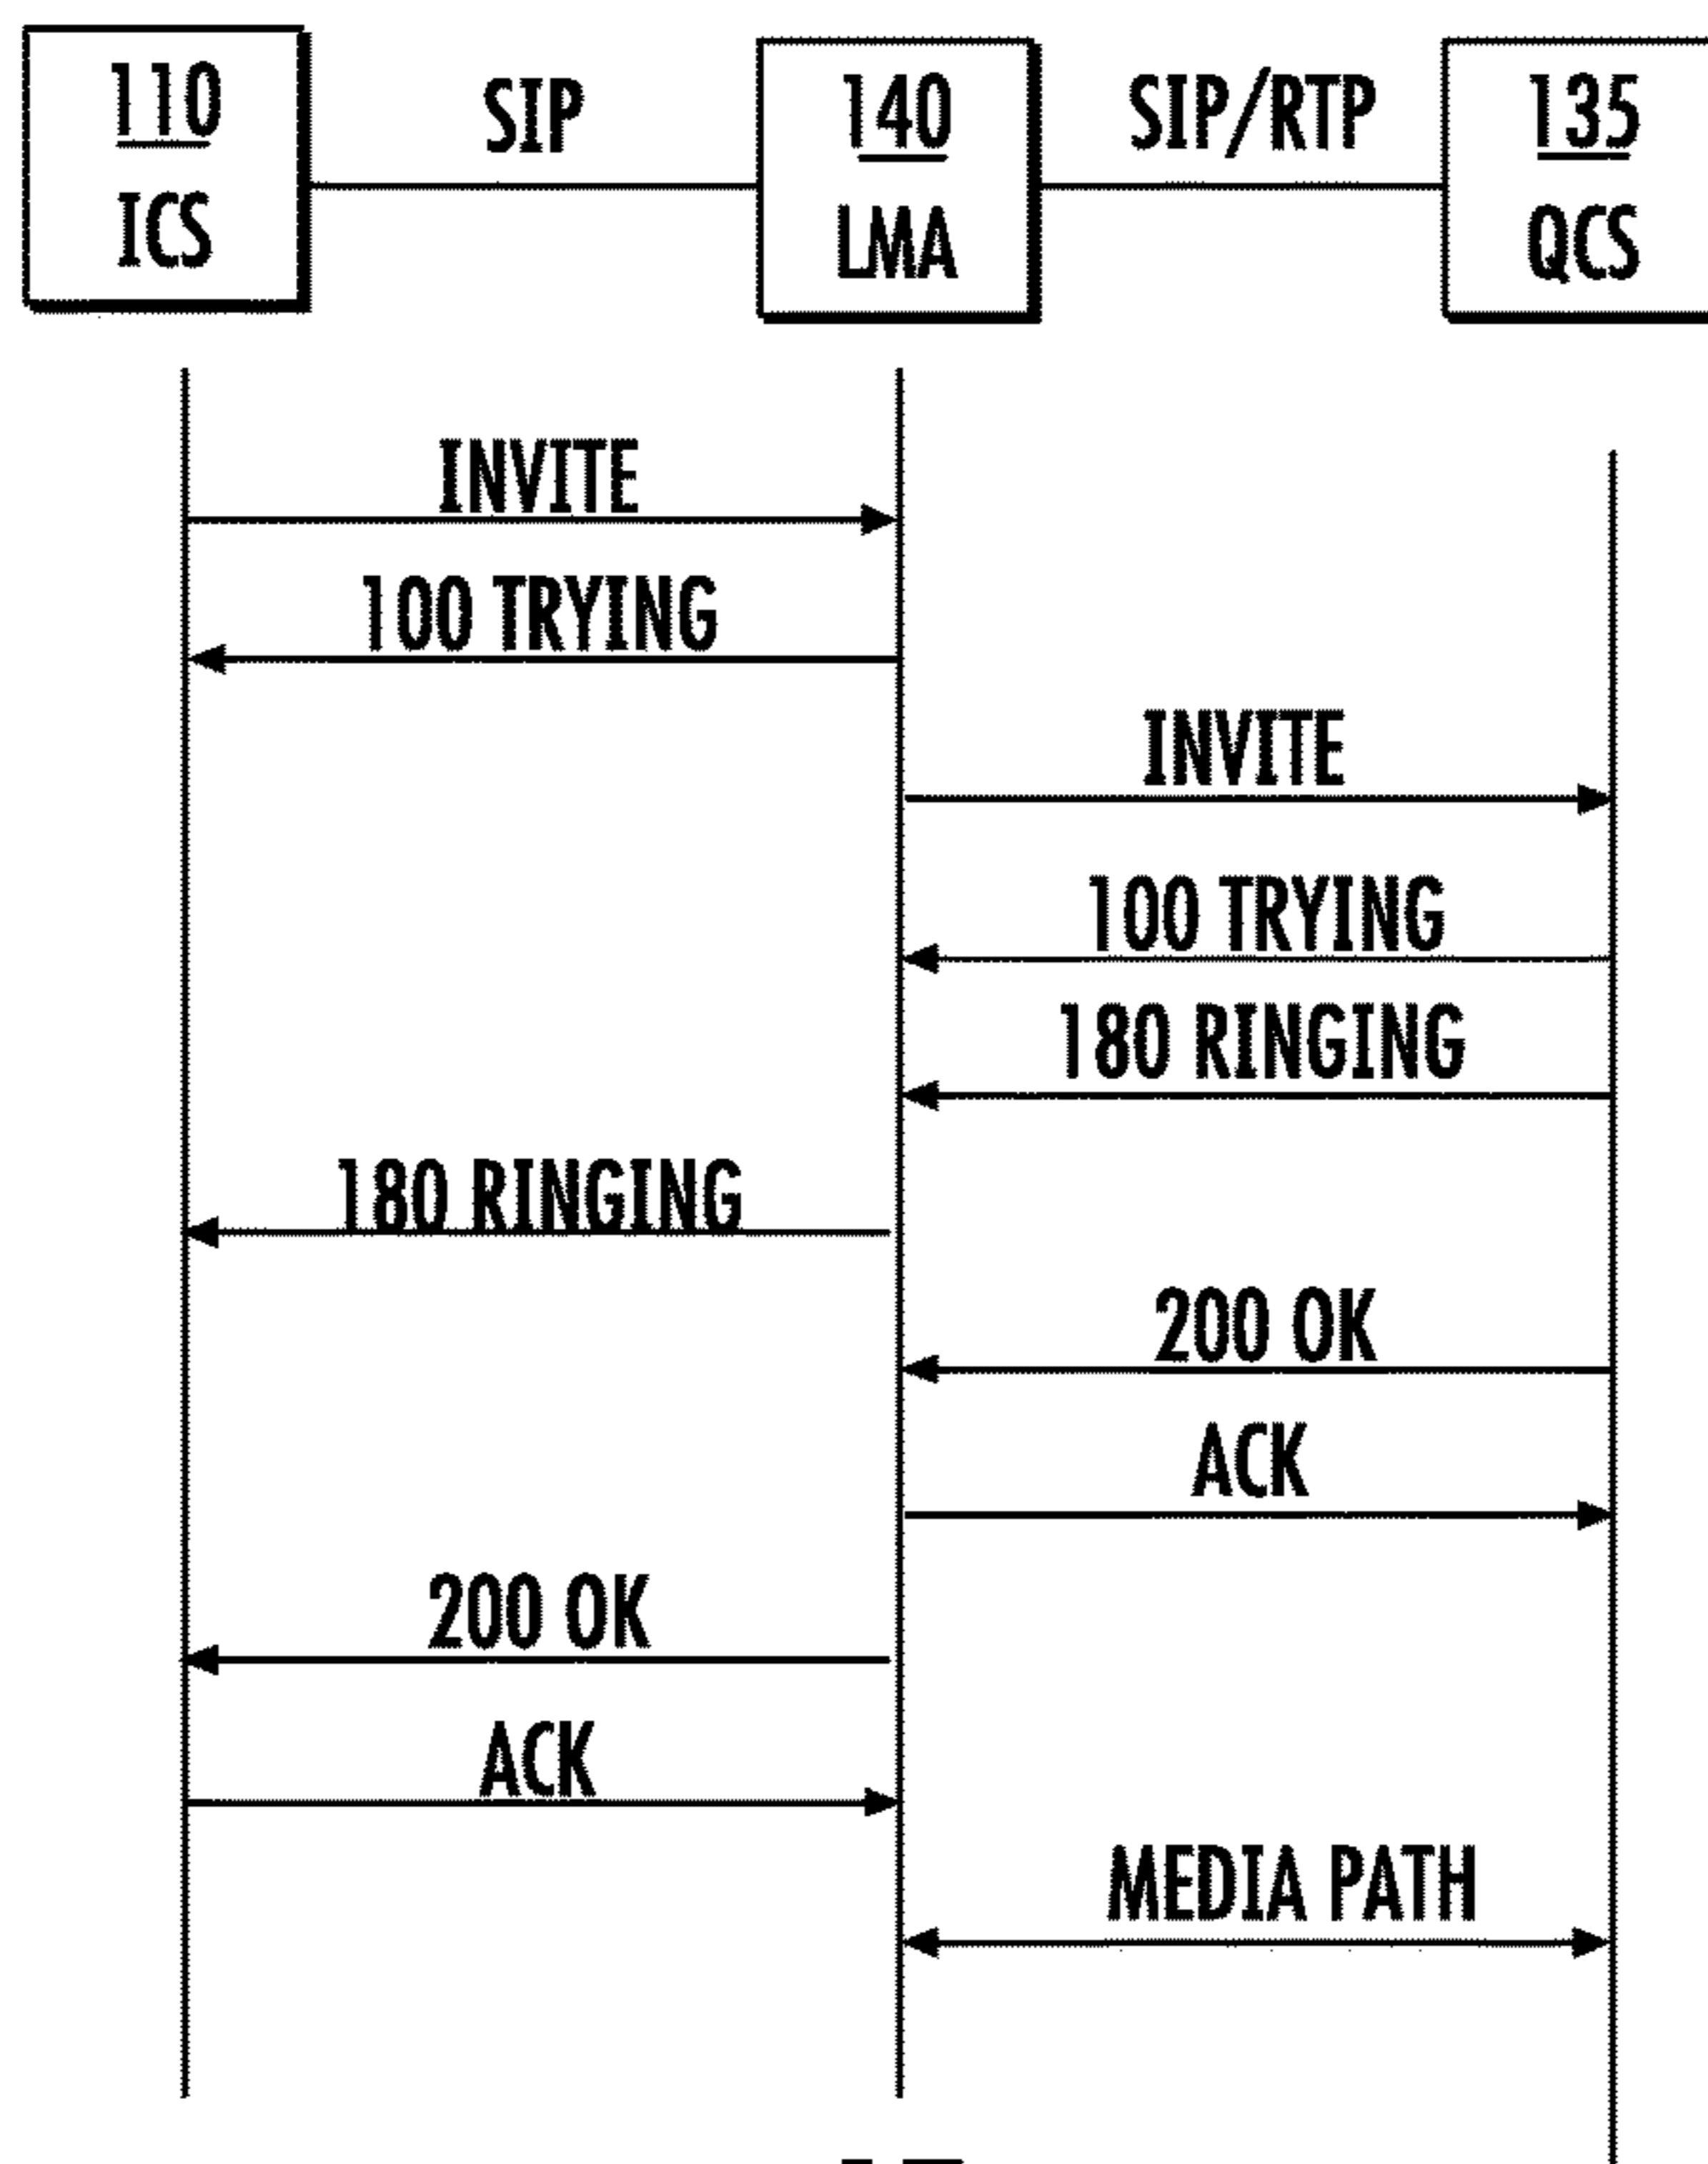 110
ICS
SIP
140
LMA
SIP/RTP
135
QCS
INVITE
100 TRYING
INVITE
100 TRYING
180 RINGING
180 RINGING
200 OK
ACK
200 OK
ACK
MEDIA PATH